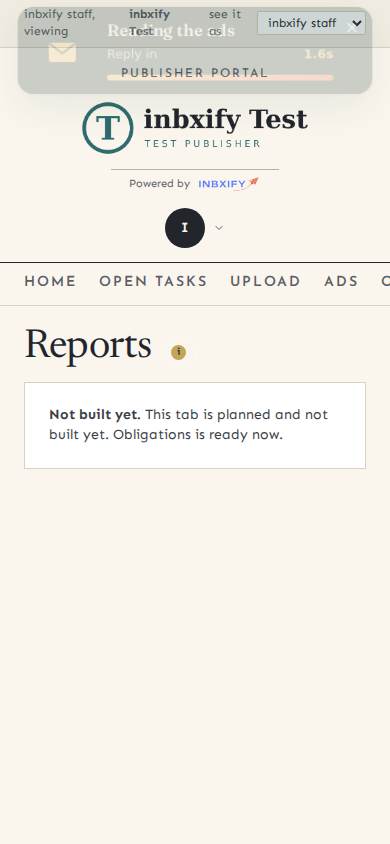 inbxify staff, viewing
inbxify Test
see it as
inbxify staff
Reading the ads
Reply in
1.6s
PUBLISHER PORTAL
T
inbxify Test
TEST PUBLISHER
Powered by INBXIFY
I
HOME OPEN TASKS UPLOAD ADS O
Reports i
Not built yet. This tab is planned and not
built yet. Obligations is ready now.